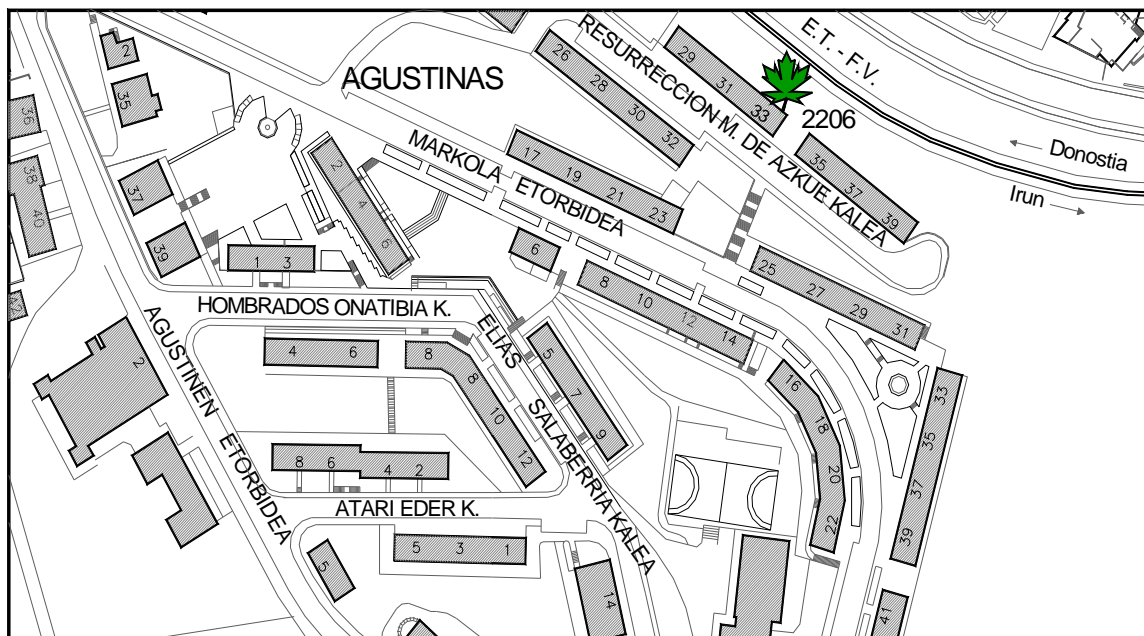 AGUSTINAS
RESURRECCION M. DE AZKUE KALEA
E.T. - F.V.
2206
Donostia
Irun
MARKOLA ETORBIDEA
HOMBRADOS ONATIBIA K.
ELIAS SALABERRIA KALEA
AGUSTINEN ETORBIDEA
ATARI EDER K.
2
35
36
38
40
37
39
1 3
2 4 6
26 28 30 32
29 31 33
35 37 39
17 19 21 23
6
8 10 12 14
25 27 29 31
4 6
8
8 10 12
5 7 9
16 18 20 22
33 35 37 39
41
2
8 6 4 2
5 3 1
5
14